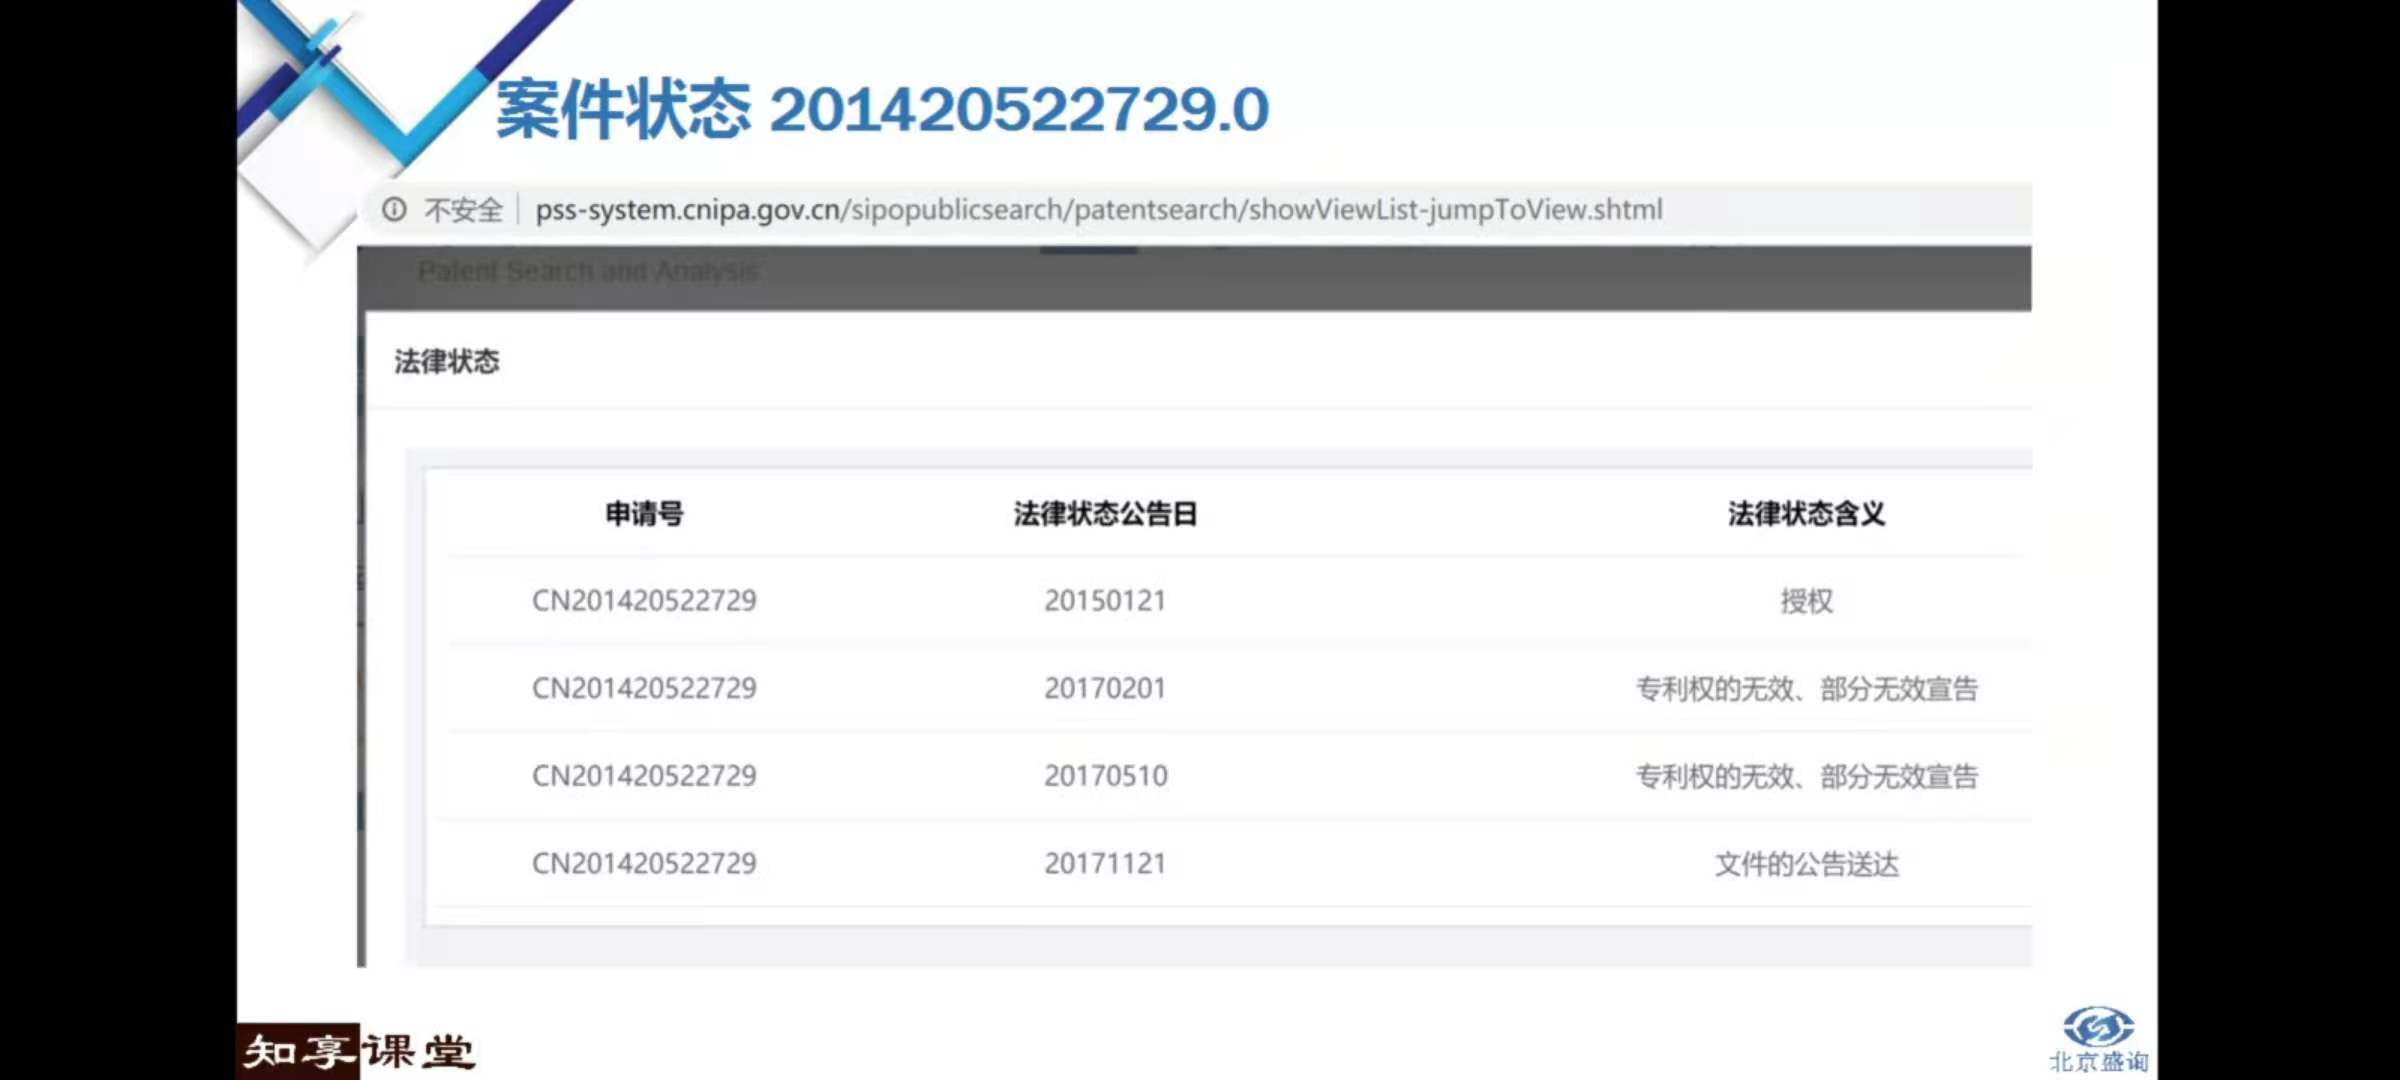 案件状态 201420522729.0
不安全 pss-system.cnipa.gov.cn/sipopublicsearch/patentsearch/showViewList-jumpToView.shtml
Patent Search and Analysis
法律状态
申请号 法律状态公告日 法律状态含义
CN201420522729 20150121 授权
CN201420522729 20170201 专利权的无效、部分无效宣告
CN201420522729 20170510 专利权的无效、部分无效宣告
CN201420522729 20171121 文件的公告送达
知享课堂
北京盛询